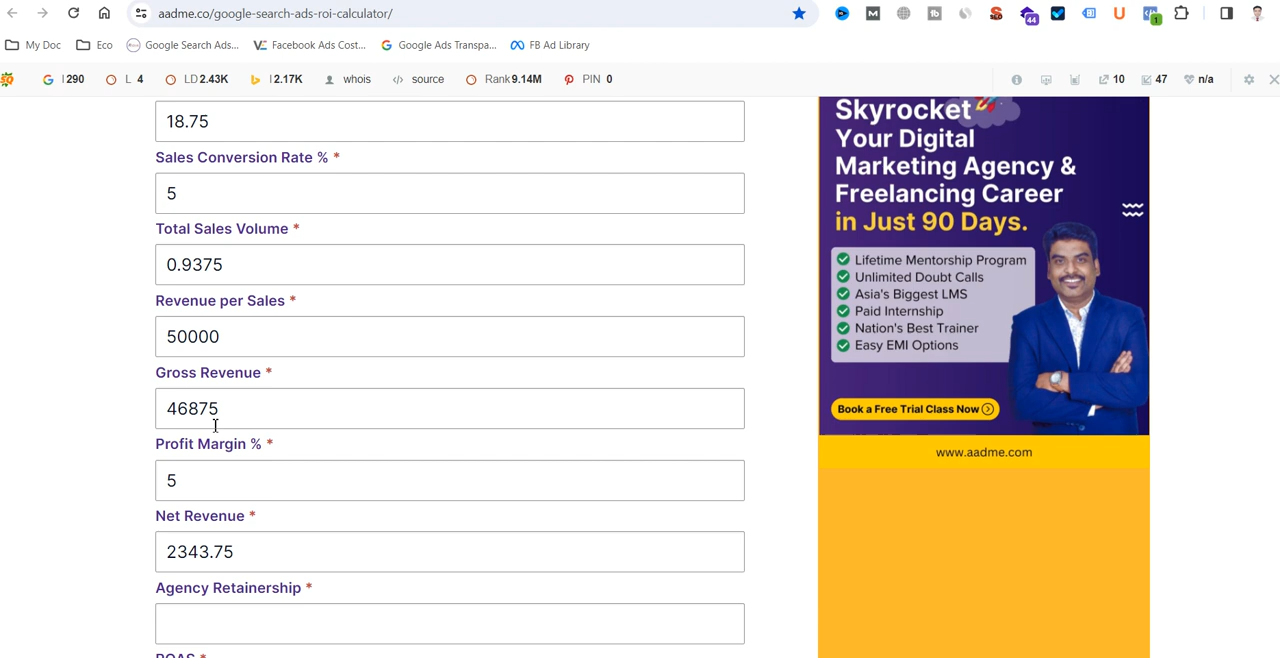 aadme.co/google-search-ads-roi-calculator/
44
1
My Doc
Eco
Google Search Ads...
Facebook Ads Cost...
Google Ads Transpa...
FB Ad Library
I 290
L 4
LD 2.43K
I 2.17K
whois
source
Rank 9.14M
PIN 0
10
47
n/a
18.75
Sales Conversion Rate % *
5
Total Sales Volume *
0.9375
Revenue per Sales *
50000
Gross Revenue *
46875
Profit Margin % *
5
Net Revenue *
2343.75
Agency Retainership *
Skyrocket
Your Digital
Marketing Agency &
Freelancing Career
in Just 90 Days.
Lifetime Mentorship Program
Unlimited Doubt Calls
Asia's Biggest LMS
Paid Internship
Nation's Best Trainer
Easy EMI Options
Book a Free Trial Class Now
www.aadme.com